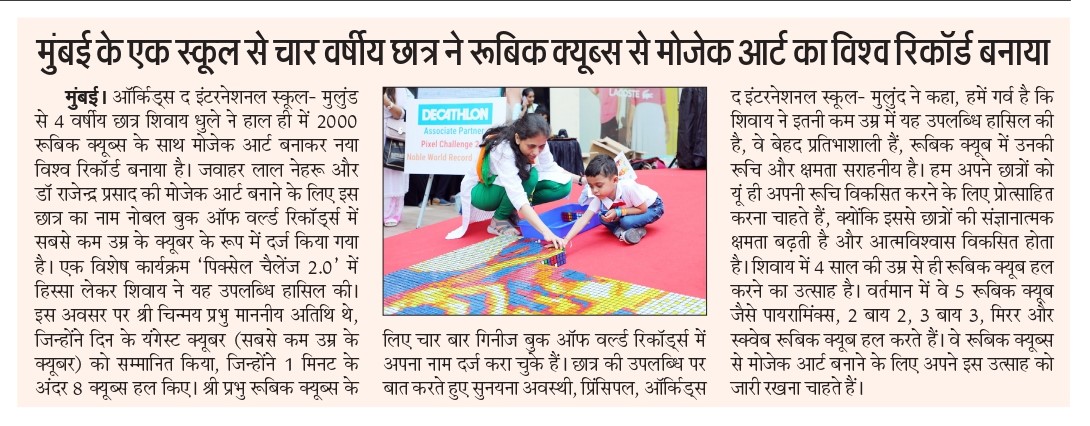 मुंबई के एक स्कूल से चार वर्षीय छात्र ने रूबिक क्यूब्स से मोजेक आर्ट का विश्व रिकॉर्ड बनाया
मुंबई। ऑर्किड्स द इंटरनेशनल स्कूल- मुलुंड
से 4 वर्षीय छात्र शिवाय धुले ने हाल ही में 2000
रूबिक क्यूब्स के साथ मोजेक आर्ट बनाकर नया
विश्व रिकॉर्ड बनाया है। जवाहर लाल नेहरू और
डॉ राजेन्द्र प्रसाद की मोजेक आर्ट बनाने के लिए इस
छात्र का नाम नोबल बुक ऑफ वर्ल्ड रिकॉर्ड्स में
सबसे कम उम्र के क्यूबर के रूप में दर्ज किया गया
है। एक विशेष कार्यक्रम ‘पिक्सेल चैलेंज 2.0’ में
हिस्सा लेकर शिवाय ने यह उपलब्धि हासिल की।
इस अवसर पर श्री चिन्मय प्रभु माननीय अतिथि थे,
जिन्होंने दिन के यंगेस्ट क्यूबर (सबसे कम उम्र के
क्यूबर) को सम्मानित किया, जिन्होंने 1 मिनट के
अंदर 8 क्यूब्स हल किए। श्री प्रभु रूबिक क्यूब्स के
DECATHLON
Associate Partner
Pixel Challenge 2
Noble World Record
LACOSTE
लिए चार बार गिनीज बुक ऑफ वर्ल्ड रिकॉर्ड्स में
अपना नाम दर्ज करा चुके हैं। छात्र की उपलब्धि पर
बात करते हुए सुनयना अवस्थी, प्रिंसिपल, ऑर्किड्स
द इंटरनेशनल स्कूल- मुलुंद ने कहा, हमें गर्व है कि
शिवाय ने इतनी कम उम्र में यह उपलब्धि हासिल की
है, वे बेहद प्रतिभाशाली हैं, रूबिक क्यूब में उनकी
रूचि और क्षमता सराहनीय है। हम अपने छात्रों को
यूं ही अपनी रूचि विकसित करने के लिए प्रोत्साहित
करना चाहते हैं, क्योंकि इससे छात्रों की संज्ञानात्मक
क्षमता बढ़ती है और आत्मविश्वास विकसित होता
है। शिवाय में 4 साल की उम्र से ही रूबिक क्यूब हल
करने का उत्साह है। वर्तमान में वे 5 रूबिक क्यूब
जैसे पायरामिंक्स, 2 बाय 2, 3 बाय 3, मिरर और
स्क्वेब रूबिक क्यूब हल करते हैं। वे रूबिक क्यूब्स
से मोजेक आर्ट बनाने के लिए अपने इस उत्साह को
जारी रखना चाहते हैं।